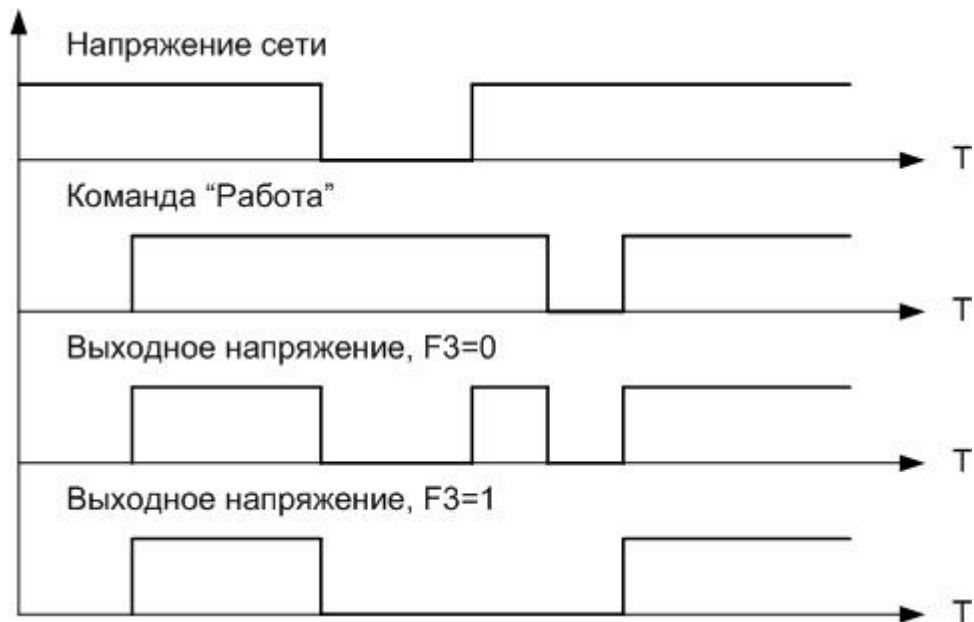 Напряжение сети
T
Команда “Работа”
T
Выходное напряжение, F3=0
T
Выходное напряжение, F3=1
T